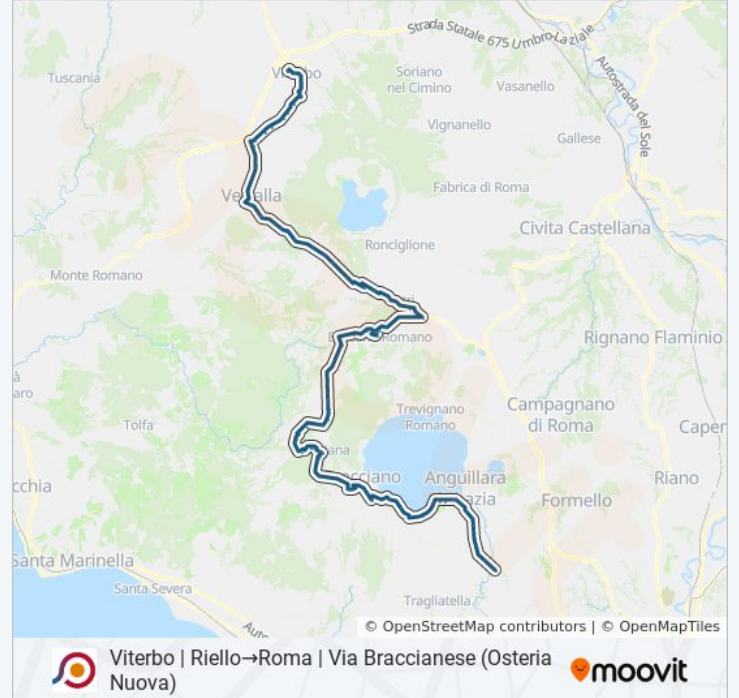 Strada Statale 675 Umbro-Laziale
Tuscania
Soriano
nel Cimino
Vasanello
Autostrada del Sole
Vignanello
Gallese
Fabrica di Roma
Civita Castellana
Ronciglione
Monte Romano
Rignano Flaminio
Trevignano
Romano
Campagnano
di Roma
Tolfa
Anguillara
Riano
Formello
Santa Marinella
Santa Severa
Tragliatella
© OpenStreetMap contributors | © OpenMapTiles
Viterbo | Riello→Roma | Via Braccianese (Osteria
Nuova)
moovit